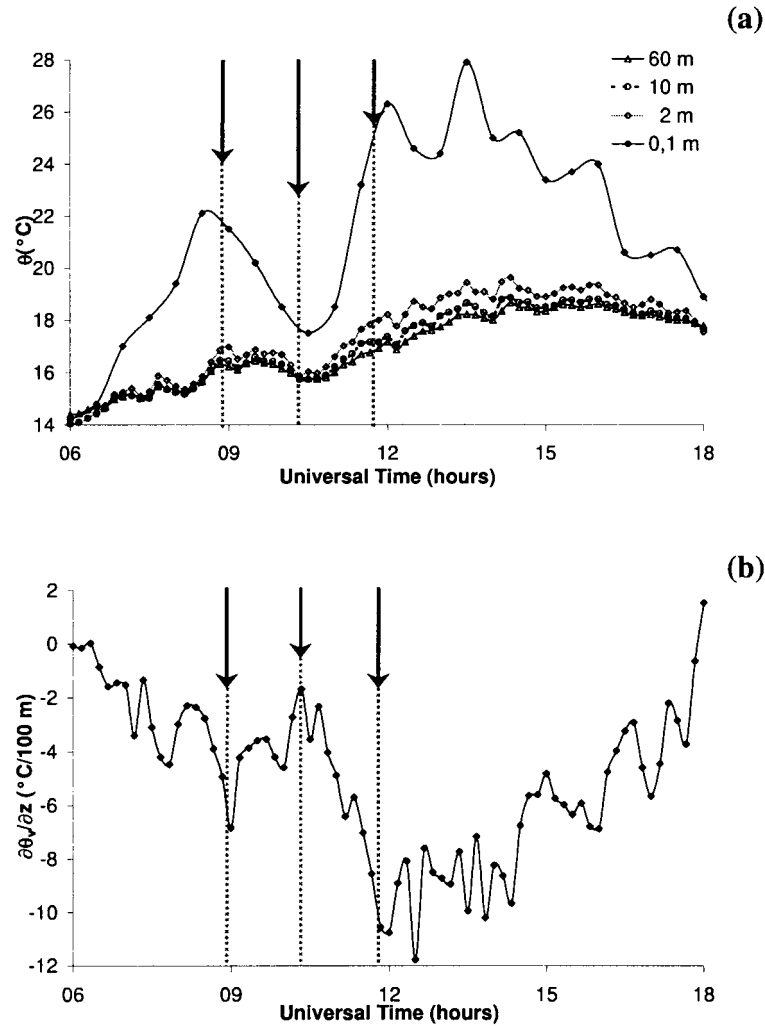 (a)
28
26
24
22
20
18
16
14
θ(°C)
60 m
10 m
2 m
0,1 m
06 09 12 15 18
Universal Time (hours)
(b)
2
0
-2
-4
-6
-8
-10
-12
∂θᵥ/∂z (°C/100 m)
06 09 12 15 18
Universal Time (hours)